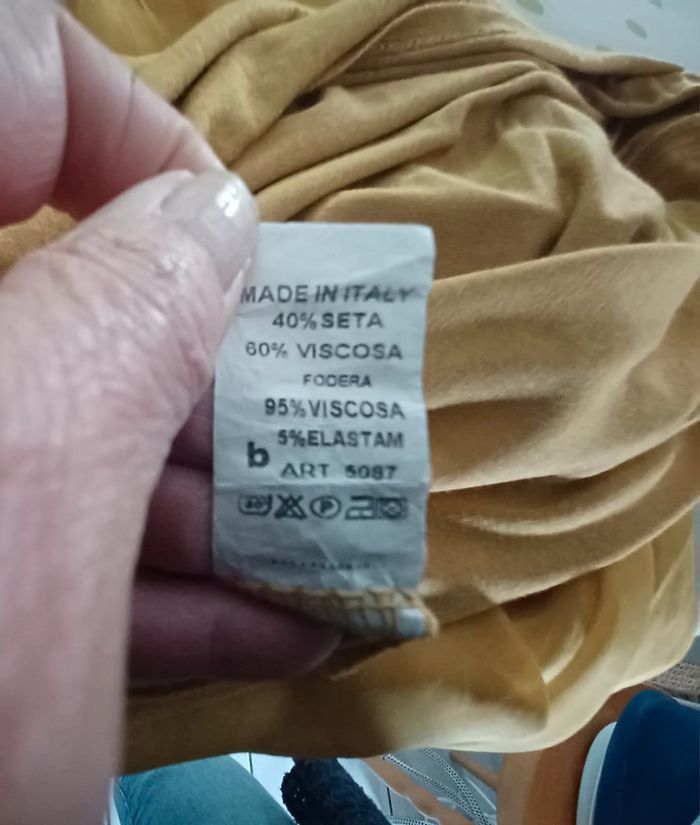 MADE IN ITALY
40% SETA
60% VISCOSA
FODERA
95% VISCOSA
5% ELASTAM
b ART 5087
P